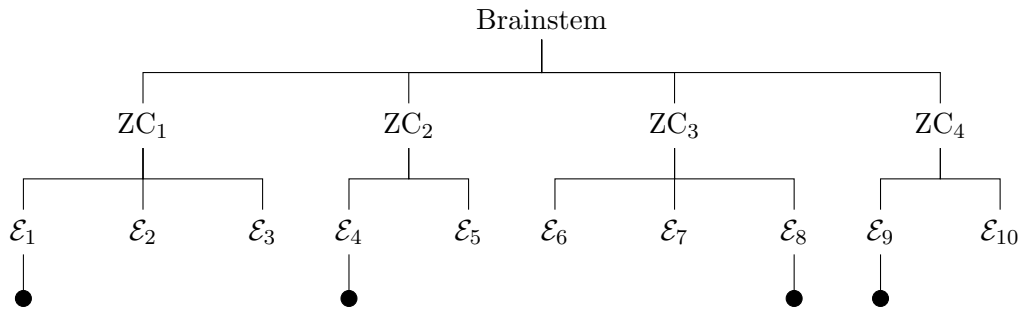 Brainstem
ZC₁ ZC₂ ZC₃ ZC₄
ℰ₁ ℰ₂ ℰ₃ ℰ₄ ℰ₅ ℰ₆ ℰ₇ ℰ₈ ℰ₉ ℰ₁₀